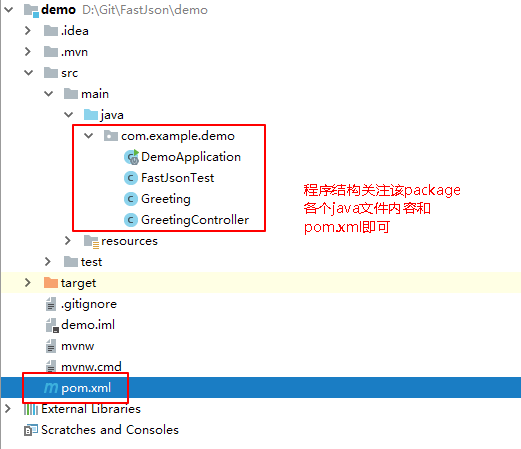 demo D:\Git\FastJson\demo
.idea
.mvn
src
main
java
com.example.demo
DemoApplication
FastJsonTest
Greeting
GreetingController
程序结构关注该package
各个java文件内容和
pom.xml即可
resources
test
target
.gitignore
demo.iml
mvnw
mvnw.cmd
m pom.xml
External Libraries
Scratches and Consoles